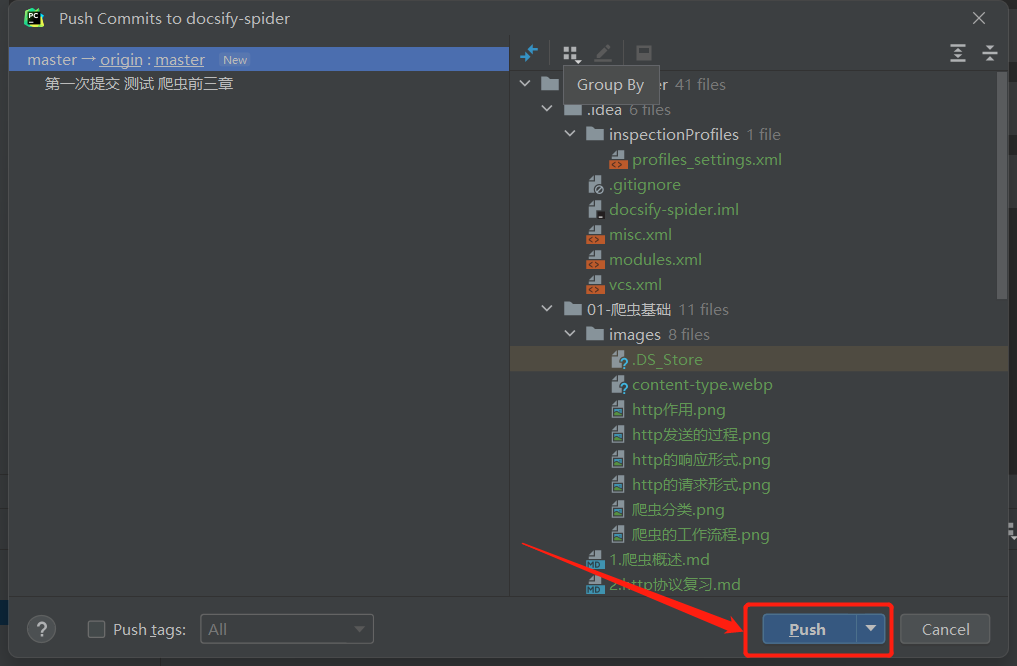 PC
Push Commits to docsify-spider
master → origin : master New
第一次提交 测试 爬虫前三章
Group By
er 41 files
.idea 6 files
inspectionProfiles 1 file
profiles_settings.xml
.gitignore
docsify-spider.iml
misc.xml
modules.xml
vcs.xml
01-爬虫基础 11 files
images 8 files
.DS_Store
content-type.webp
http作用.png
http发送的过程.png
http的响应形式.png
http的请求形式.png
爬虫分类.png
爬虫的工作流程.png
MD 1.爬虫概述.md
MD 2.http协议复习.md
? Push tags: All Push Cancel